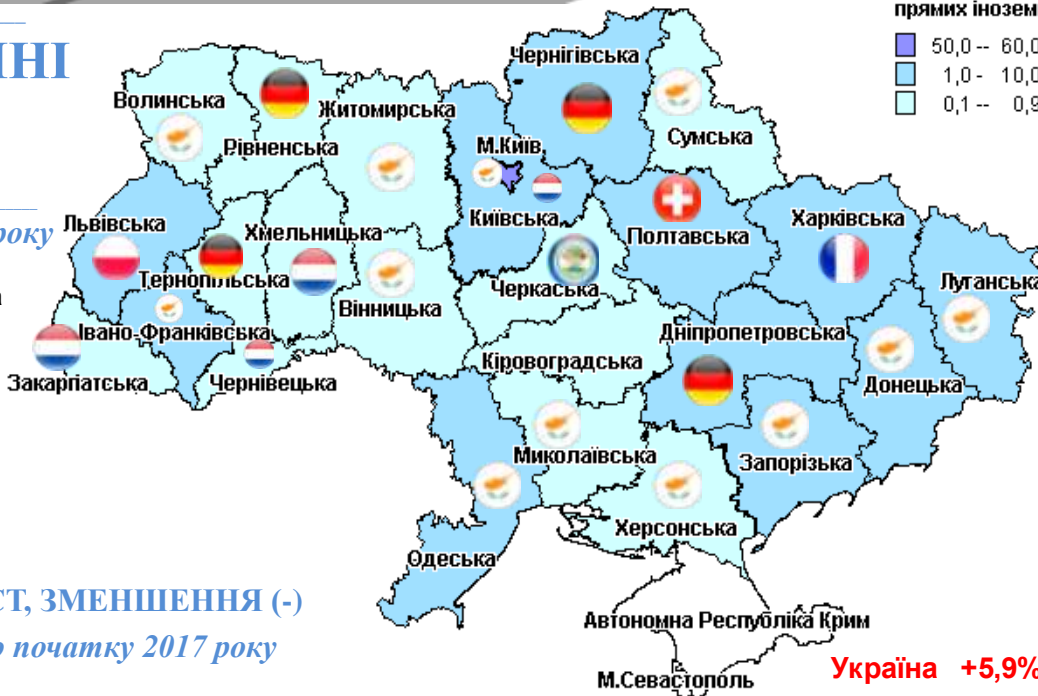 прямих інозем
50,0 -- 60,0
1,0 - 10,0
0,1 -- 0,9
НІ
Чернігівська
Волинська
Житомирська
Сумська
Рівненська
М.Київ
Львівська
року
Хмельницька
Київська
Полтавська
Харківська
Тернопільська
Черкаська
Луганська
а
Вінницька
Івано-Франківська
Дніпропетровська
Кіровоградська
Закарпатська
Чернівецька
Донецька
Миколаївська
Запорізька
Херсонська
Одеська
СТ, ЗМЕНШЕННЯ (-)
о початку 2017 року
Автономна Республіка Крим
М.Севастополь
Україна +5,9%